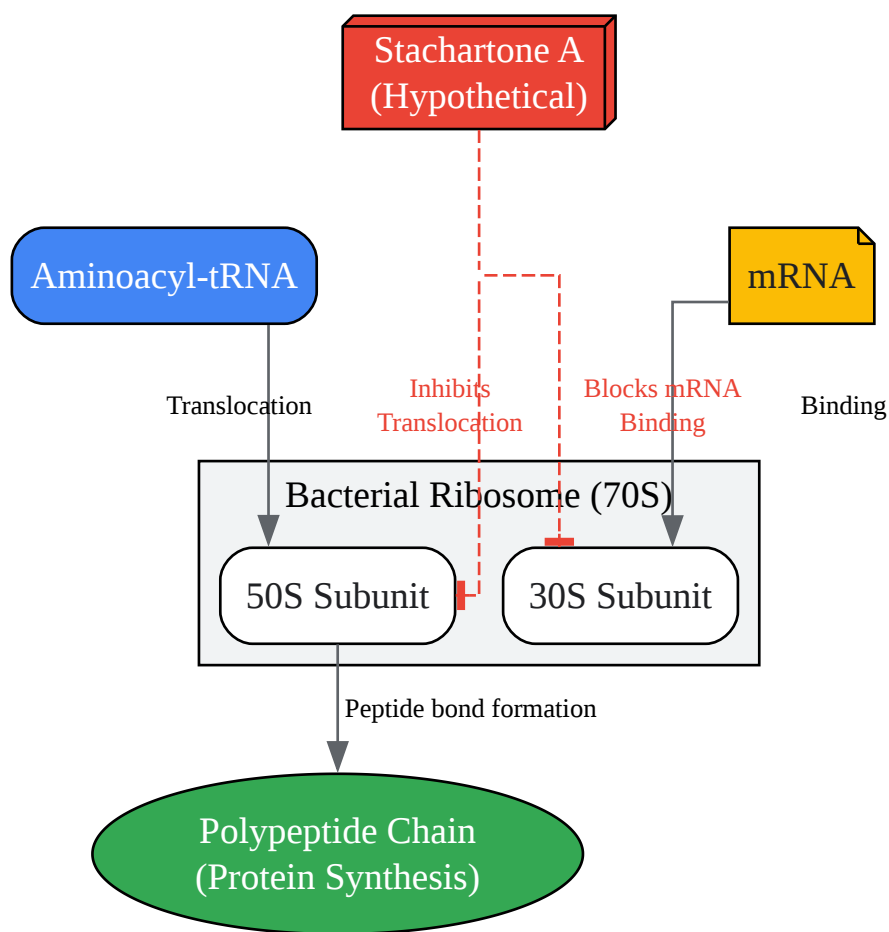 Stachartone A
(Hypothetical)
Aminoacyl-tRNA
mRNA
Translocation
Inhibits
Translocation
Blocks mRNA
Binding
Binding
Bacterial Ribosome (70S)
50S Subunit
30S Subunit
Peptide bond formation
Polypeptide Chain
(Protein Synthesis)